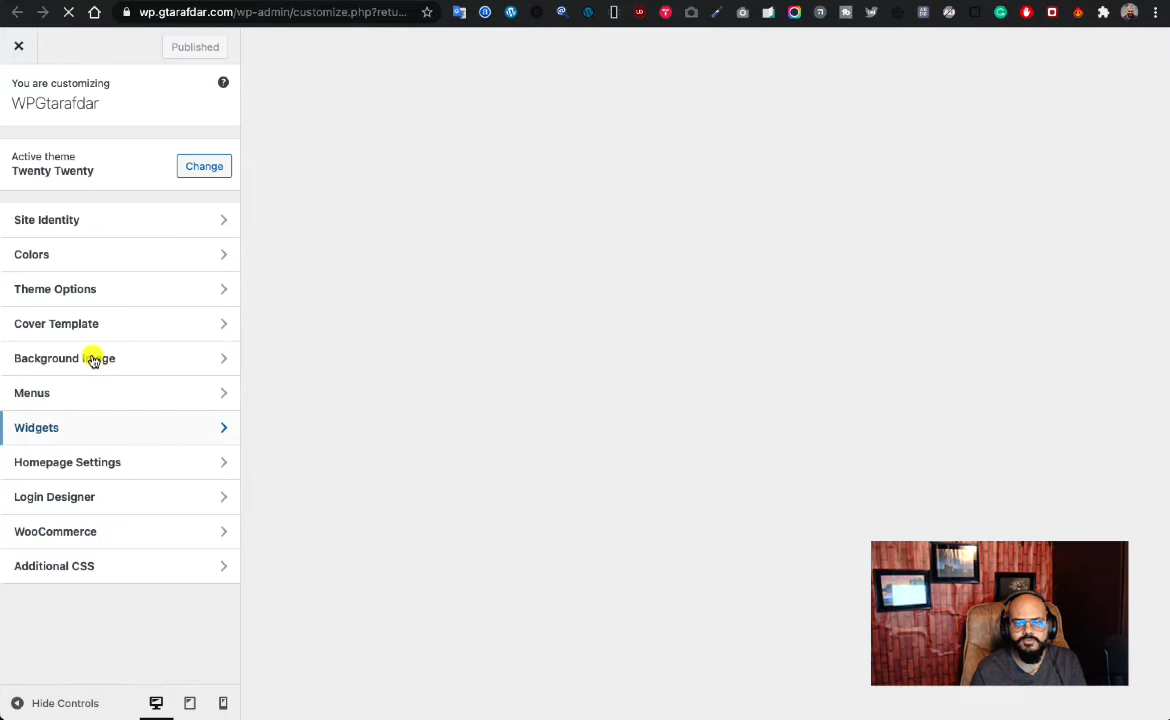 wp.gtarafdar.com/wp-admin/customize.php?retu...
Published
You are customizing
WPGtarafdar
Active theme
Twenty Twenty
Change
Site Identity
Colors
Theme Options
Cover Template
Background Image
Menus
Widgets
Homepage Settings
Login Designer
WooCommerce
Additional CSS
Hide Controls